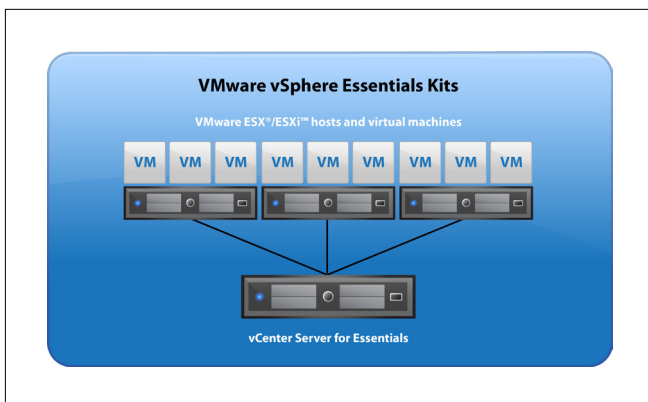 VMware vSphere Essentials Kits
VMware ESX®/ESXi™ hosts and virtual machines
VM VM VM VM VM VM VM VM VM
vCenter Server for Essentials